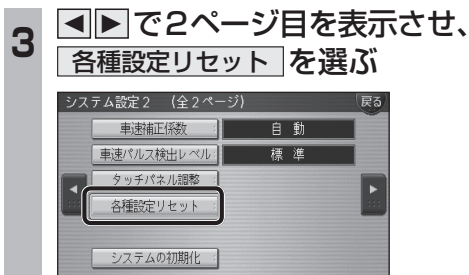 3
◀▶で2ページ目を表示させ、
各種設定リセット を選ぶ
システム設定2 (全2ページ) 戻る
車速補正係数 自 動
車速パルス検出レベル 標 準
タッチパネル調整
各種設定リセット
システムの初期化